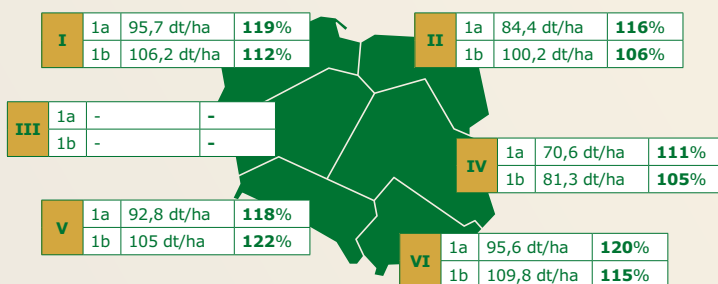 I 1a 95,7 dt/ha 119%
1b 106,2 dt/ha 112%
II 1a 84,4 dt/ha 116%
1b 100,2 dt/ha 106%
III 1a - -
1b - -
IV 1a 70,6 dt/ha 111%
1b 81,3 dt/ha 105%
V 1a 92,8 dt/ha 118%
1b 105 dt/ha 122%
VI 1a 95,6 dt/ha 120%
1b 109,8 dt/ha 115%